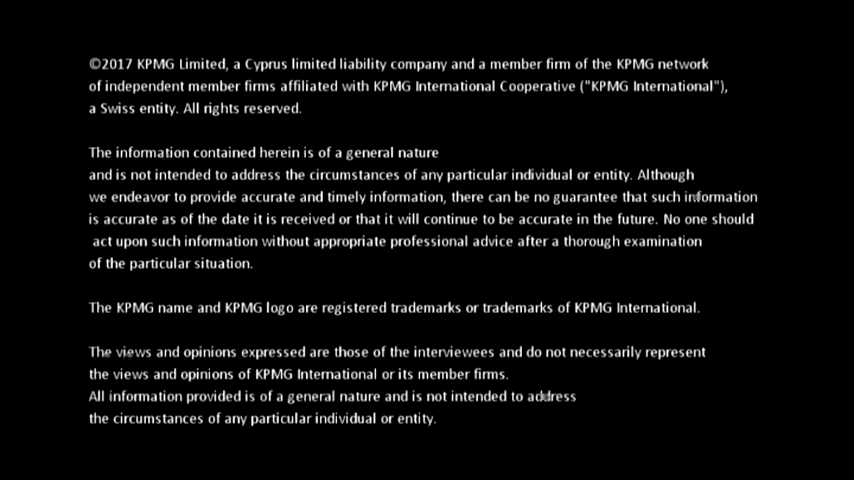 ©2017 KPMG Limited, a Cyprus limited liability company and a member firm of the KPMG network
of independent member firms affiliated with KPMG International Cooperative ("KPMG International"),
a Swiss entity. All rights reserved.
The information contained herein is of a general nature
and is not intended to address the circumstances of any particular individual or entity. Although
we endeavor to provide accurate and timely information, there can be no guarantee that such information
is accurate as of the date it is received or that it will continue to be accurate in the future. No one should
act upon such information without appropriate professional advice after a thorough examination
of the particular situation.
The KPMG name and KPMG logo are registered trademarks or trademarks of KPMG International.
The views and opinions expressed are those of the interviewees and do not necessarily represent
the views and opinions of KPMG International or its member firms.
All information provided is of a general nature and is not intended to address
the circumstances of any particular individual or entity.